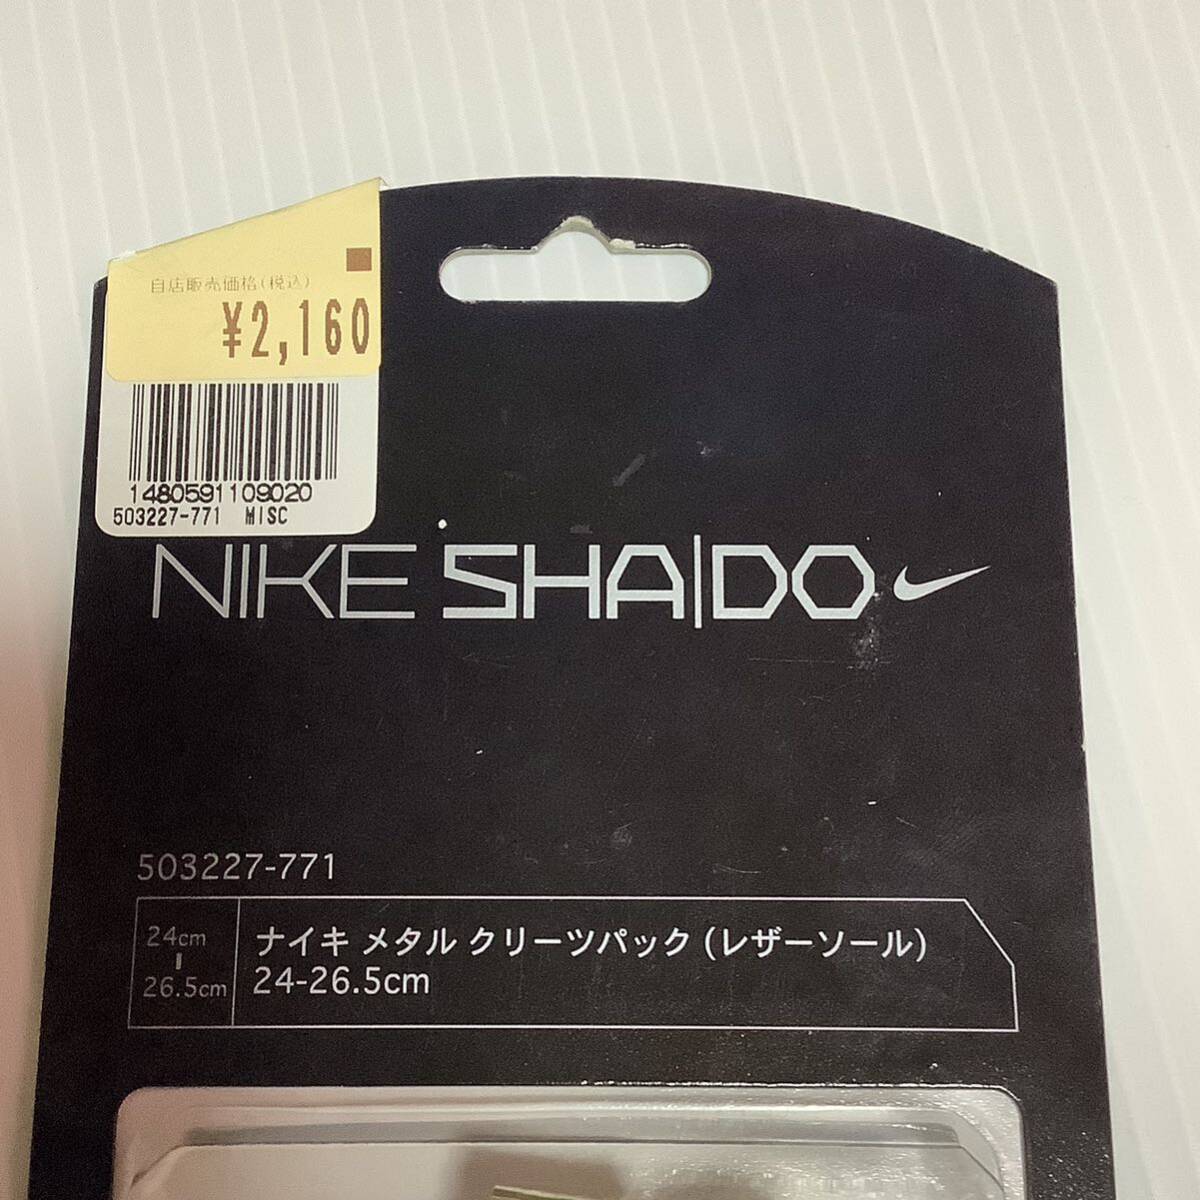 自店販売価格(税込)
¥2,160
1480591109020
503227-771 MISC
NIKE SHA|DO
503227-771
24cm
26.5cm
ナイキ メタル クリーツパック (レザーソール)
24-26.5cm